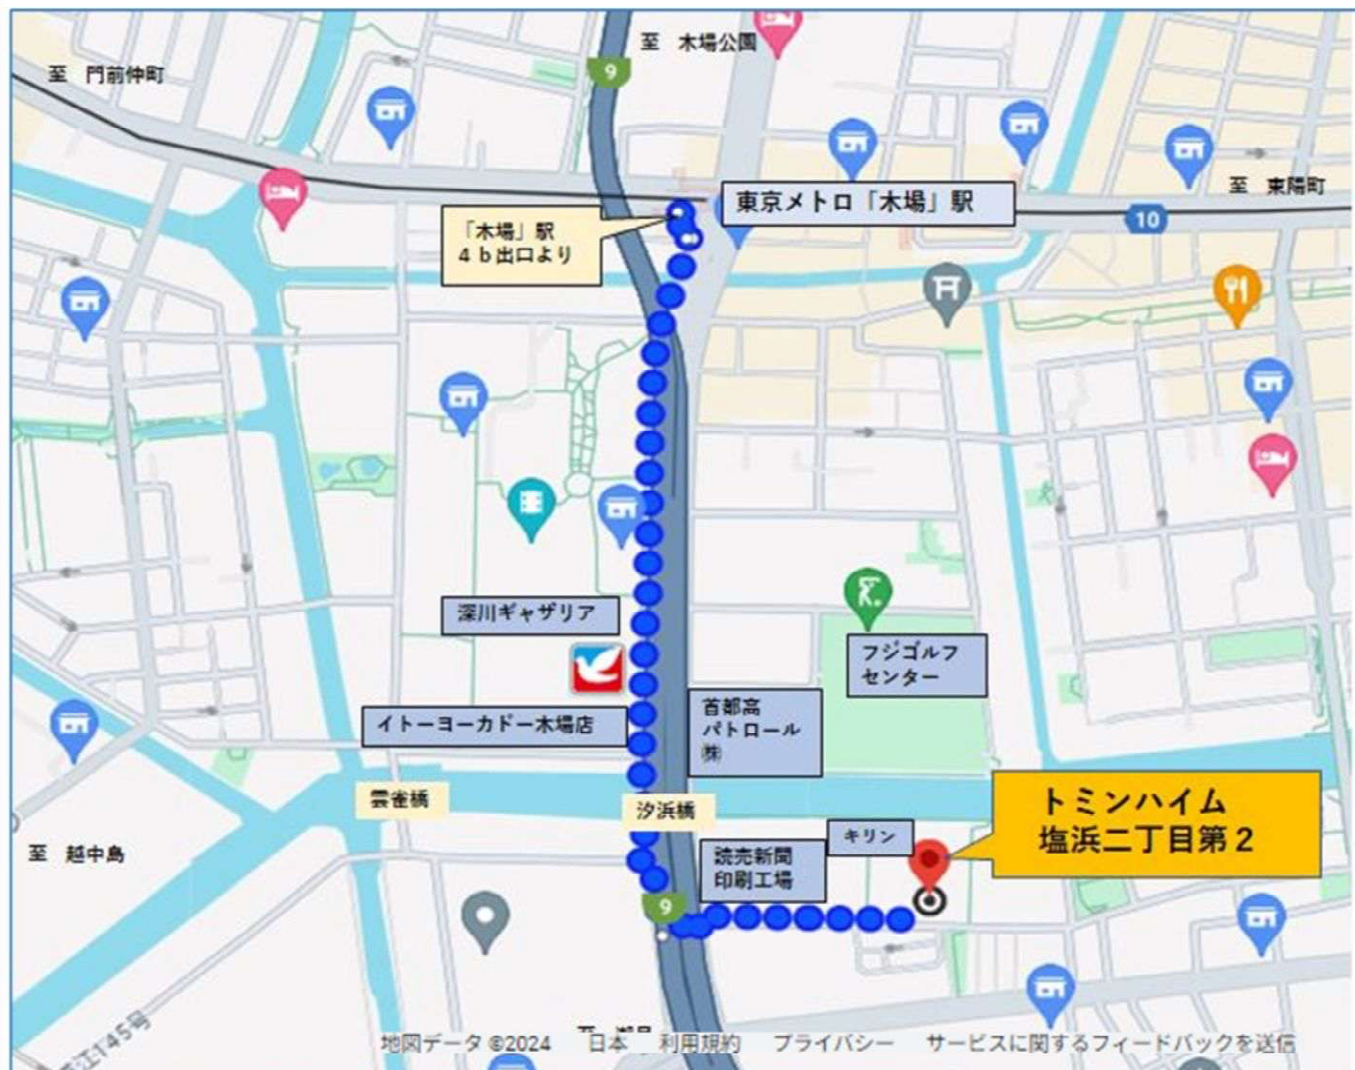 至 木場公園
至 門前仲町
9
至 東陽町
東京メトロ「木場」駅
10
「木場」駅
4b出口より
深川ギャザリア
フジゴルフ
センター
イトーヨーカドー木場店
首都高
パトロール
㈱
雲雀橋
汐浜橋
トミンハイム
塩浜二丁目第2
キリン
至 越中島
読売新聞
印刷工場
9
145号
地図データ ©2024 日本 利用規約 プライバシー サービスに関するフィードバックを送信